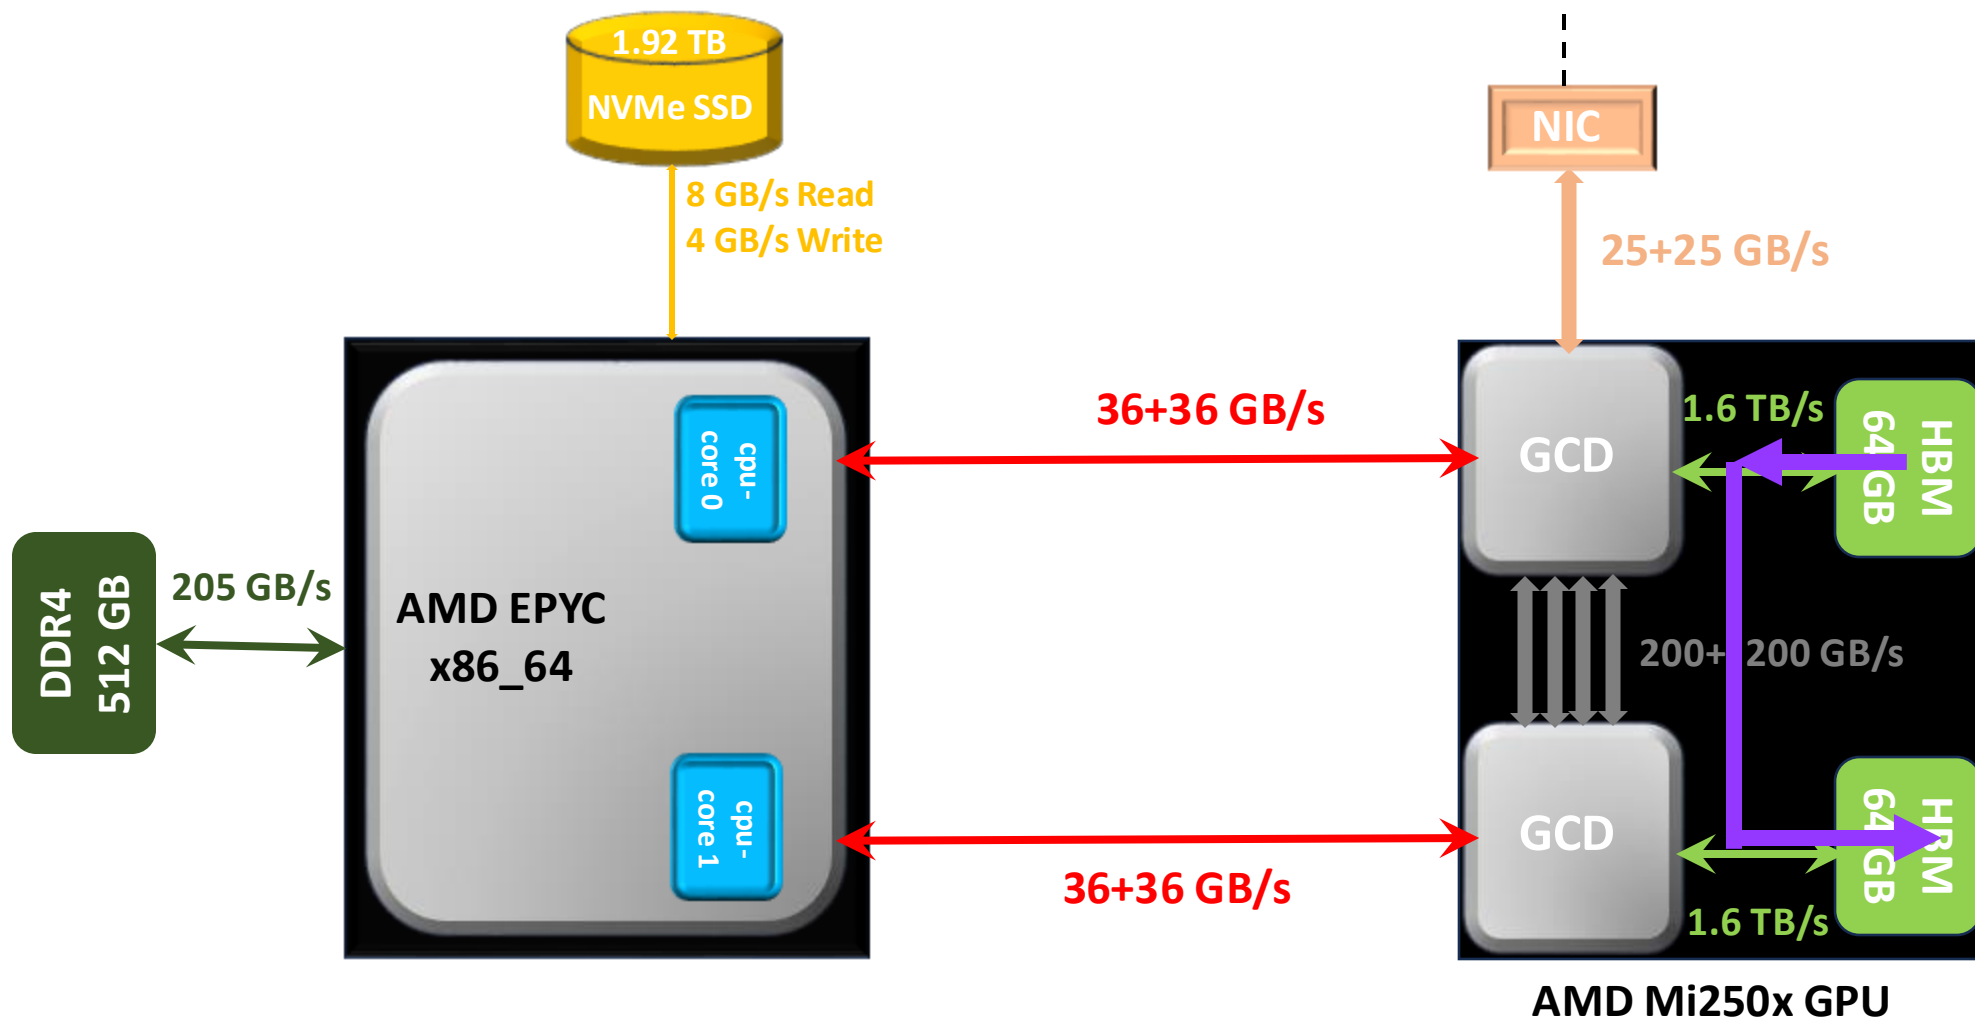 1.92 TB
NVMe SSD
8 GB/s Read
4 GB/s Write
NIC
25+25 GB/s
36+36 GB/s
cpu-
core 0
GCD
1.6 TB/s
HBM
64 GB
DDR4
512 GB
205 GB/s
AMD EPYC
x86_64
200+ 200 GB/s
cpu-
core 1
36+36 GB/s
GCD
1.6 TB/s
HBM
64 GB
AMD Mi250x GPU